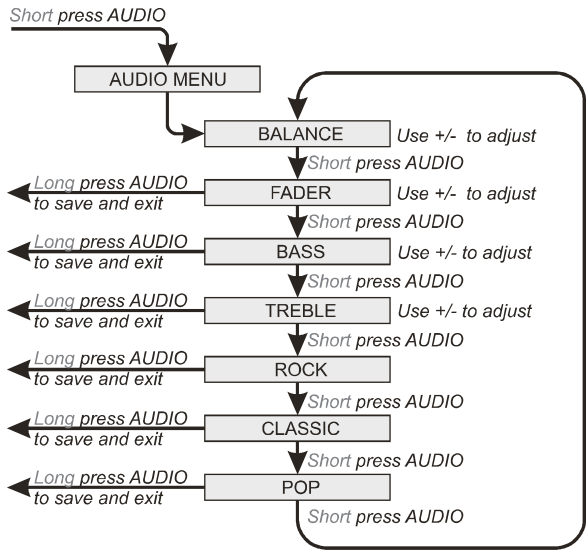 Short press AUDIO
AUDIO MENU
BALANCE
Use +/- to adjust
Short press AUDIO
Long press AUDIO
to save and exit
FADER
Use +/- to adjust
Short press AUDIO
Long press AUDIO
to save and exit
BASS
Use +/- to adjust
Short press AUDIO
Long press AUDIO
to save and exit
TREBLE
Use +/- to adjust
Short press AUDIO
Long press AUDIO
to save and exit
ROCK
Short press AUDIO
Long press AUDIO
to save and exit
CLASSIC
Short press AUDIO
Long press AUDIO
to save and exit
POP
Short press AUDIO